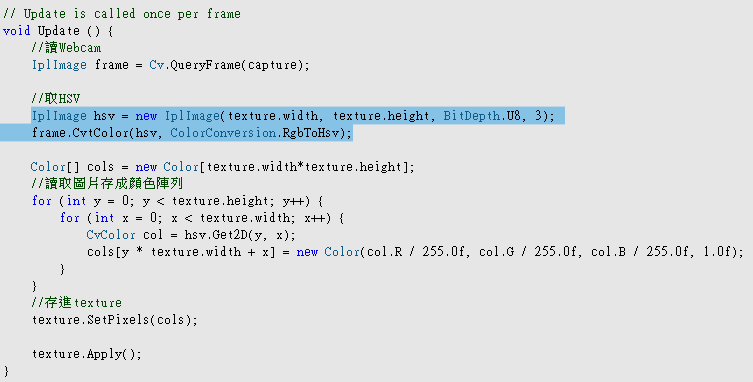 // Update is called once per frame
void Update () {
//讀Webcam
IplImage frame = Cv.QueryFrame(capture);
//取HSV
IplImage hsv = new IplImage(texture.width, texture.height, BitDepth.U8, 3);
frame.CvtColor(hsv, ColorConversion.RgbToHsv);
Color[] cols = new Color[texture.width*texture.height];
//讀取圖片存成顏色陣列
for (int y = 0; y < texture.height; y++) {
for (int x = 0; x < texture.width; x++) {
CvColor col = hsv.Get2D(y, x);
cols[y * texture.width + x] = new Color(col.R / 255.0f, col.G / 255.0f, col.B / 255.0f, 1.0f);
}
}
//存進texture
texture.SetPixels(cols);
texture.Apply();
}